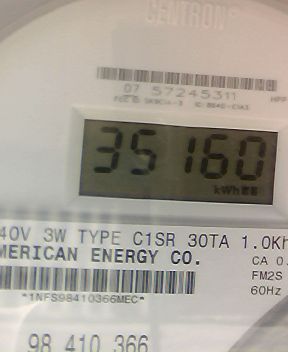 CENTRON®
07 57245311
HPP
35160
kWh
40V 3W TYPE C1SR 30TA 1.0Kh
MERICAN ENERGY CO.
CA 0.
FM2S
*1NFS98410366MEC*
60Hz
98 410 366